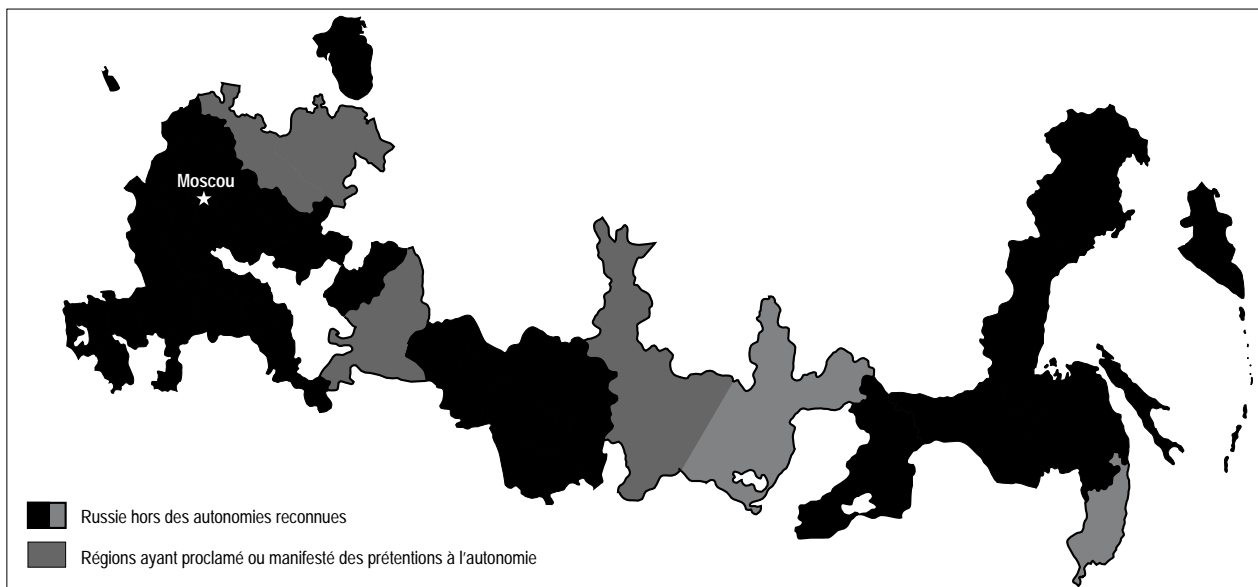 Moscou
Russie hors des autonomies reconnues
Régions ayant proclamé ou manifesté des prétentions à l'autonomie